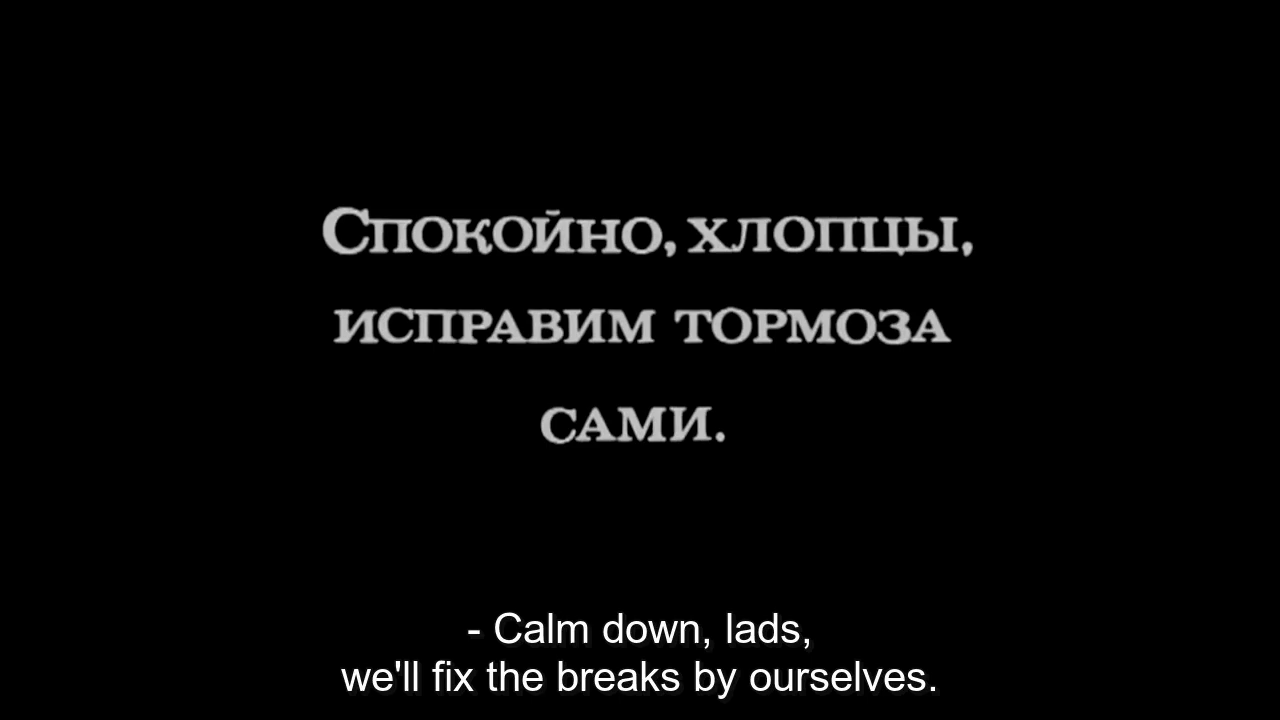 Спокойно, хлопцы,
исправим тормоза
сами.
- Calm down, lads,
we'll fix the breaks by ourselves.